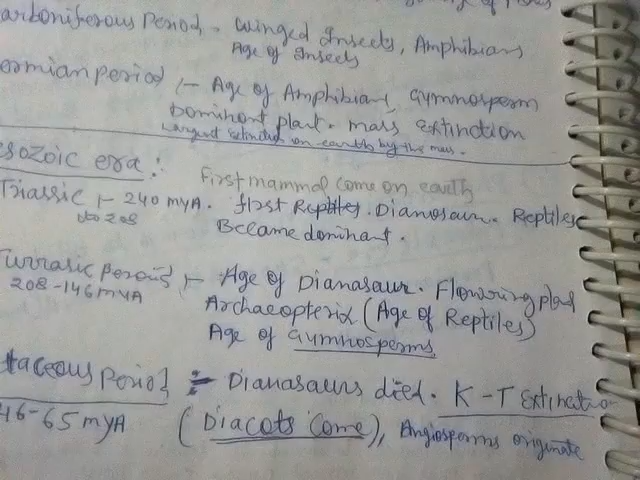 arboniferous Period - Winged Insects, Amphibians
Age of Insects
ermian period :- Age of Amphibians, Gymnosperm
Dominant plant. mass Extinction
Largest Extinction on earth by the mass.
esozoic era :-
First mammal come on earth
Triassic :- 240 mYA. first Reptiles. Dianosaur. Reptiles
to 208
Became dominant.
Jurrasic Peroid :- Age of Dianasaur. Flowering plant
208-146 mYA
Archaeopterix (Age of Reptiles)
Age of Gymnosperms
taceous Period :- Dianasaurs died. K-T Extinction
46-65 mYA
(Diacots Come), Angiosperms originate